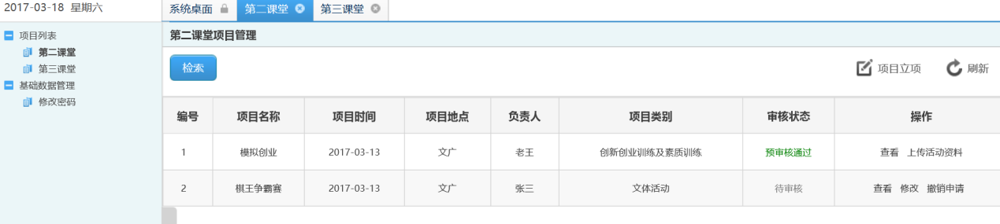 2017-03-18 星期六
系统桌面 第二课堂 第三课堂
项目列表
第二课堂
第三课堂
基础数据管理
修改密码
第二课堂项目管理
检索 项目立项 刷新
编号 项目名称 项目时间 项目地点 负责人 项目类别 审核状态 操作
1 模拟创业 2017-03-13 文广 老王 创新创业训练及素质训练 预审核通过 查看 上传活动资料
2 棋王争霸赛 2017-03-13 文广 张三 文体活动 待审核 查看 修改 撤销申请